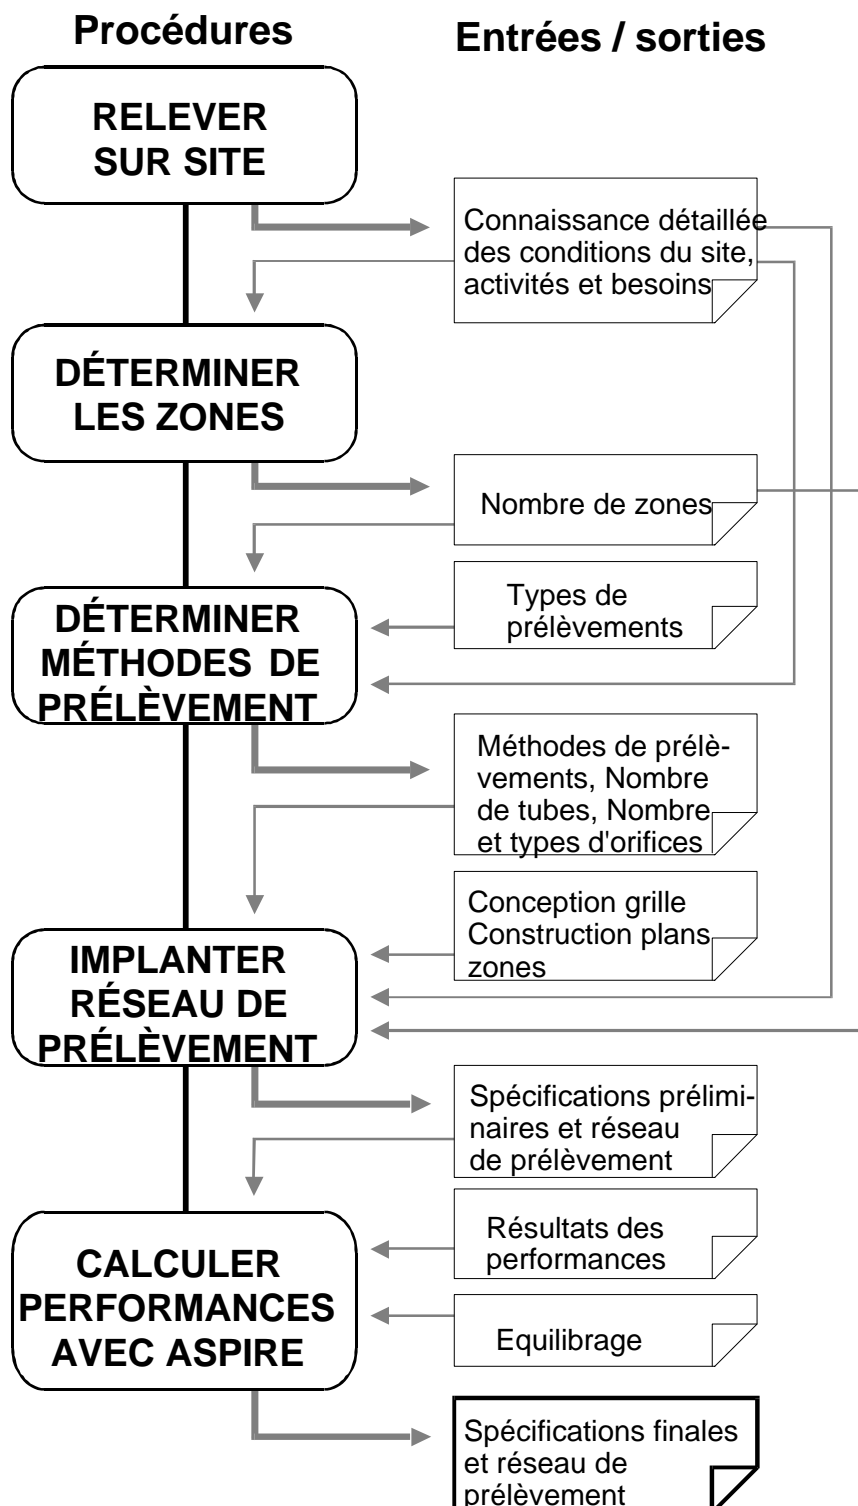 Procédures
Entrées / sorties
RELEVER
SUR SITE
Connaissance détaillée
des conditions du site,
activités et besoins
DÉTERMINER
LES ZONES
Nombre de zones
Types de
prélèvements
DÉTERMINER
MÉTHODES DE
PRÉLÈVEMENT
Méthodes de prélè-
vements, Nombre
de tubes, Nombre
et types d'orifices
Conception grille
Construction plans
zones
IMPLANTER
RÉSEAU DE
PRÉLÈVEMENT
Spécifications prélimi-
naires et réseau
de prélèvement
Résultats des
performances
CALCULER
PERFORMANCES
AVEC ASPIRE
Equilibrage
Spécifications finales
et réseau de
prélèvement